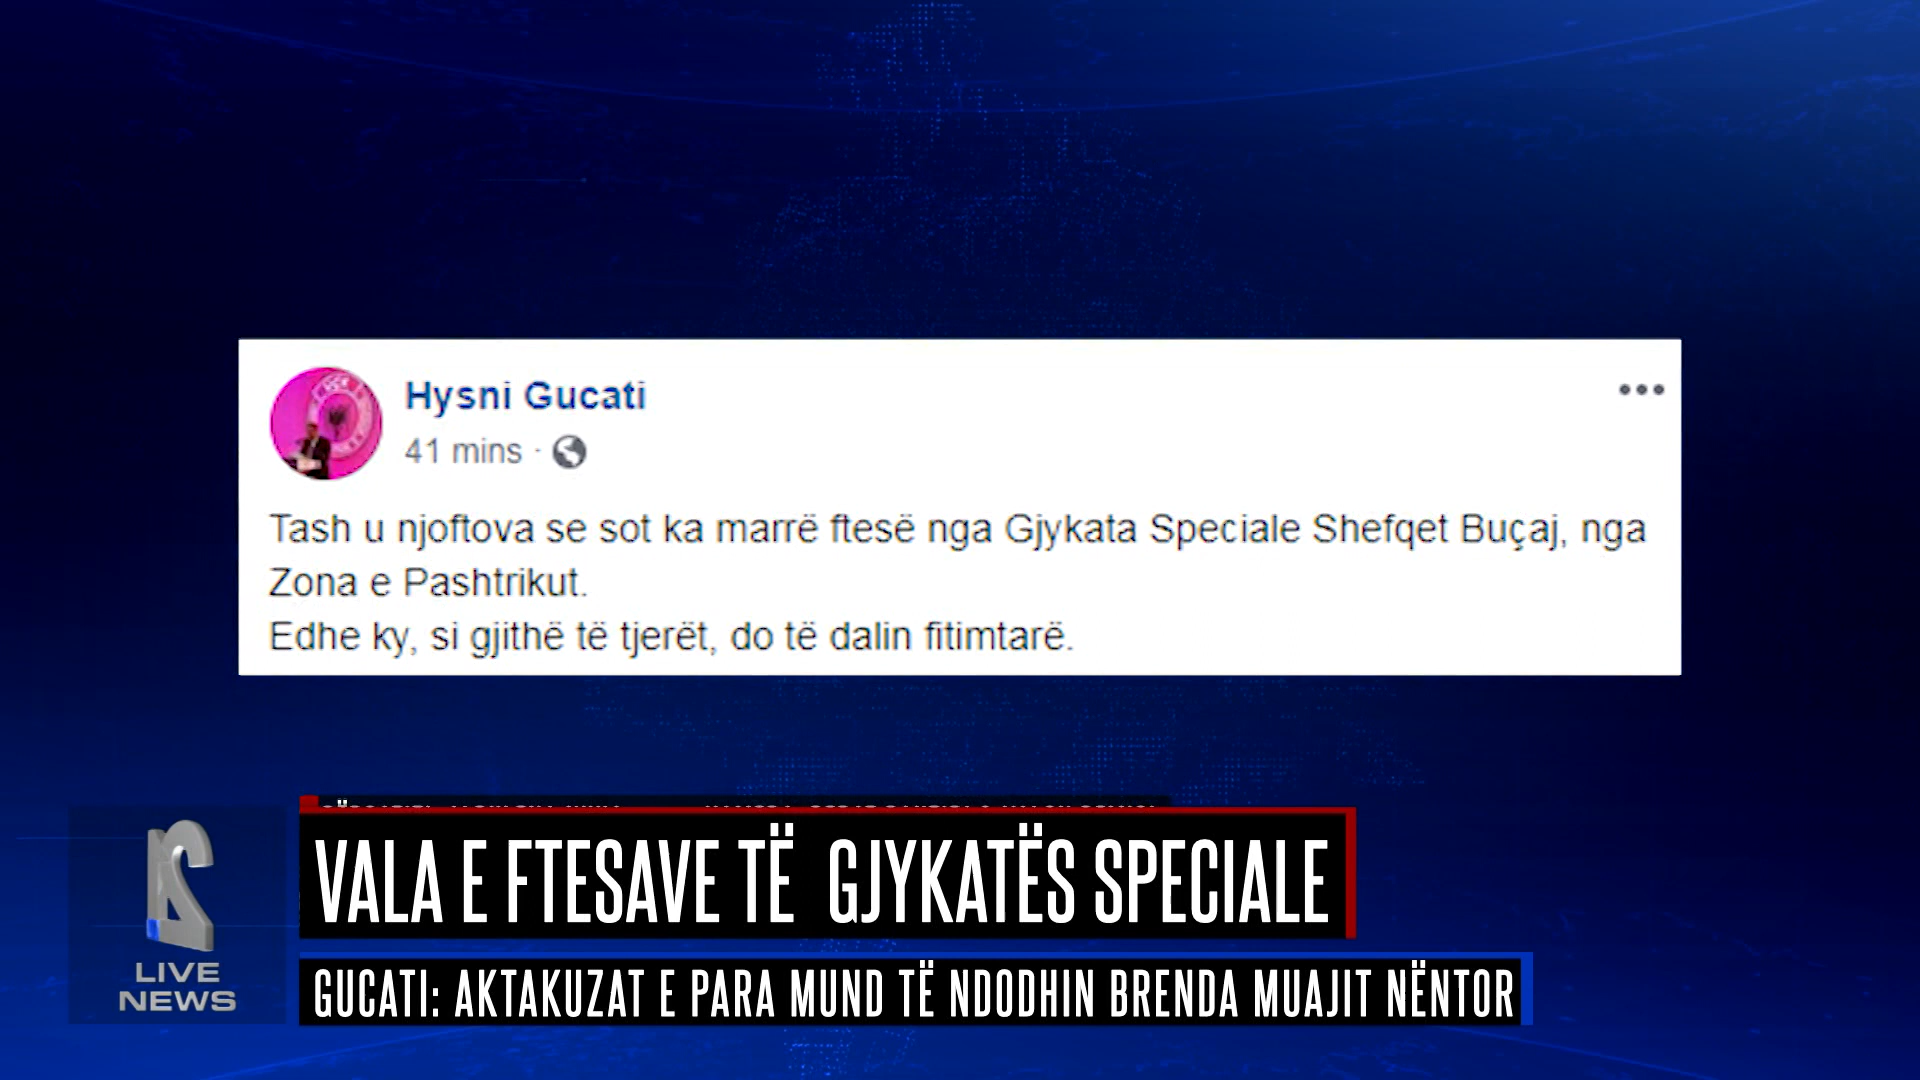 Hysni Gucati
41 mins ·
Tash u njoftova se sot ka marrë ftesë nga Gjykata Speciale Shefqet Buçaj, nga
Zona e Pashtrikut.
Edhe ky, si gjithë të tjerët, do të dalin fitimtarë.
VALA E FTESAVE TË GJYKATËS SPECIALE
GUCATI: AKTAKUZAT E PARA MUND TË NDODHIN BRENDA MUAJIT NËNTOR
LIVE
NEWS